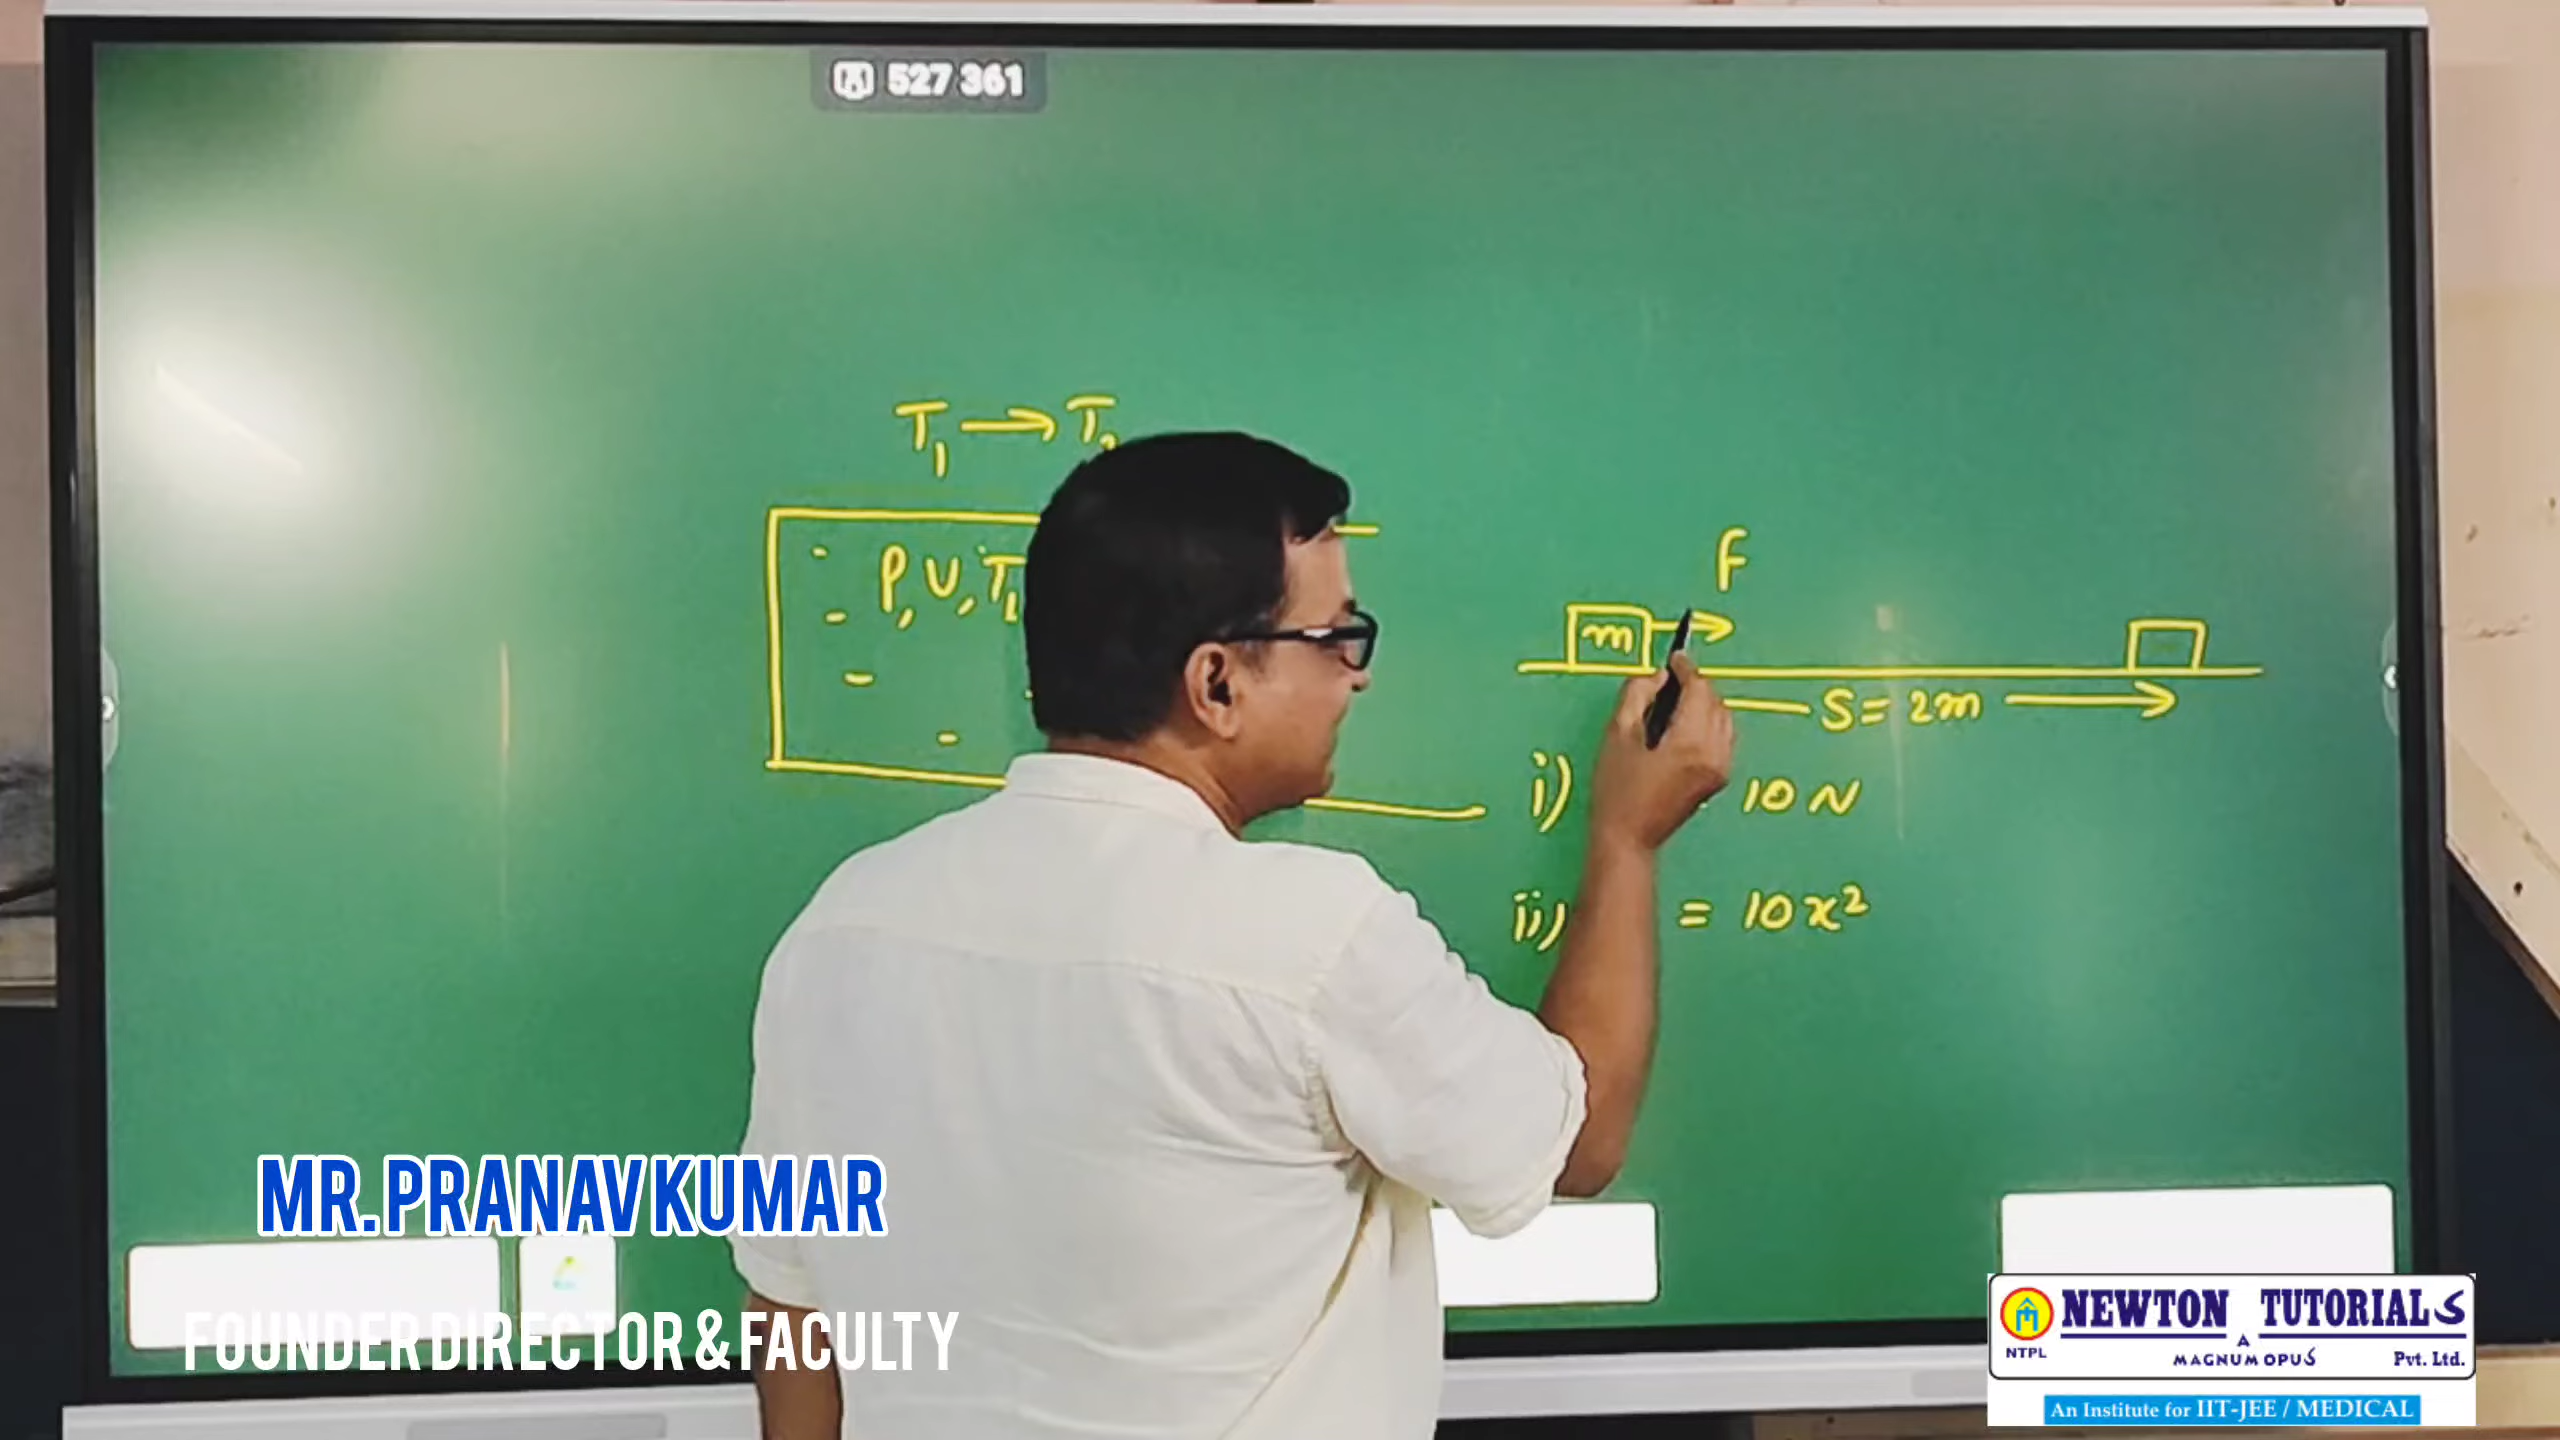 527 361
T₁ → T
P, V, T₁
F
m
S = 2m
i) 10 N
ii) = 10x²
MR. PRANAV KUMAR
FOUNDER DIRECTOR & FACULTY
NEWTON TUTORIALS
A
MAGNUM OPUS Pvt. Ltd.
NTPL
An Institute for IIT-JEE / MEDICAL